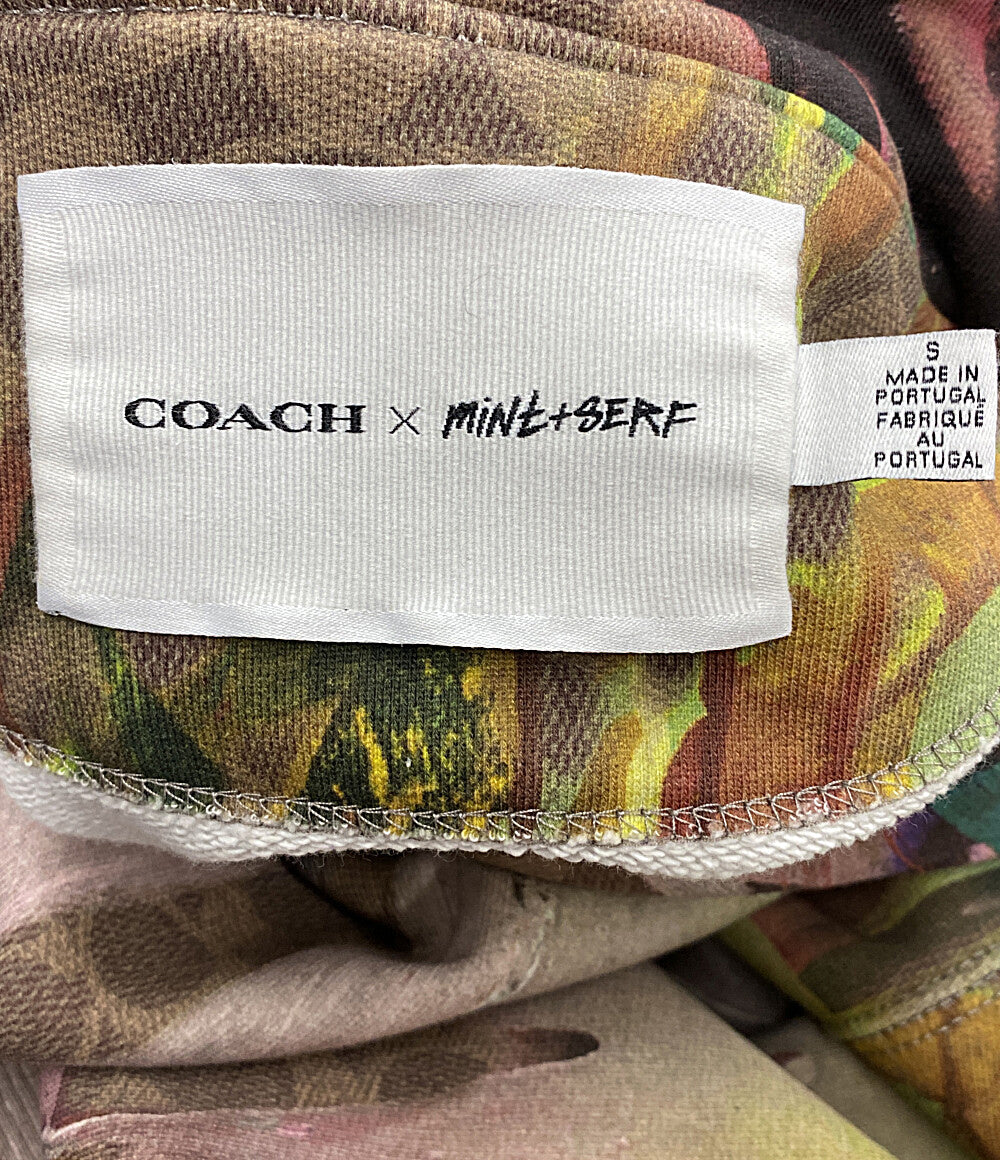 COACH × MINT+SERF
S
MADE IN
PORTUGAL
FABRIQUÉ
AU
PORTUGAL